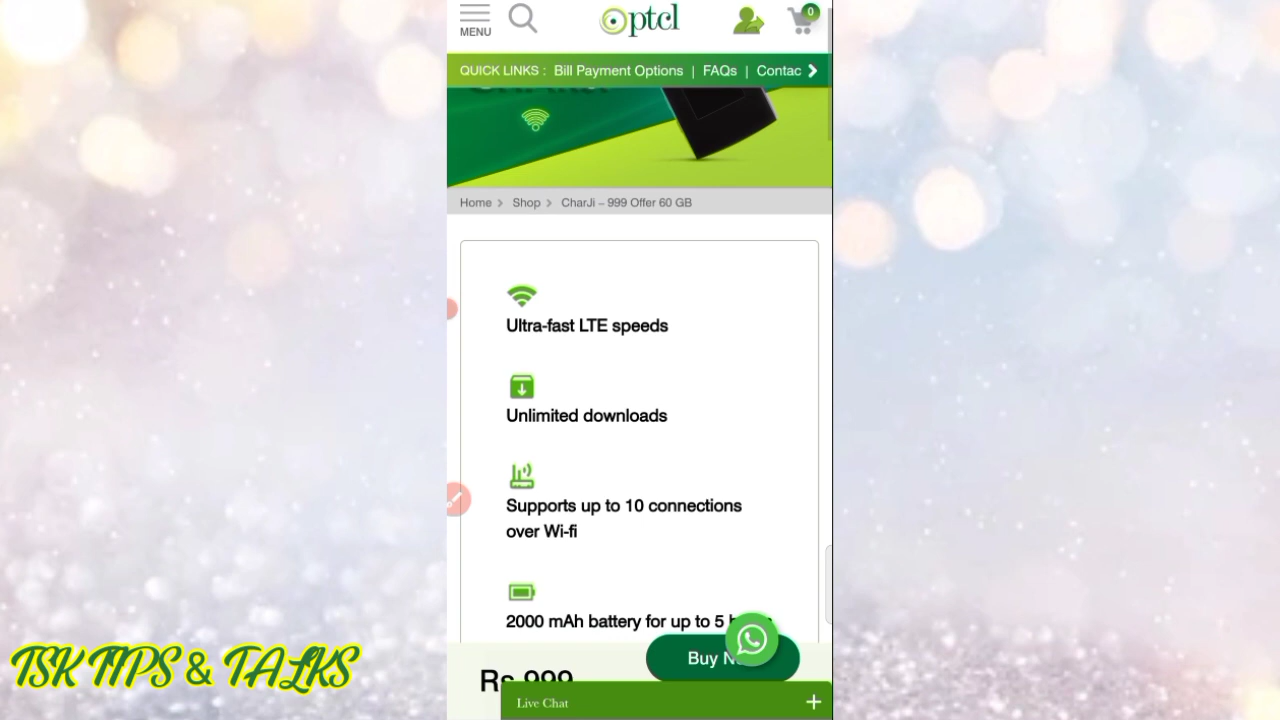 MENU
ptcl
0
QUICK LINKS : Bill Payment Options | FAQs | Contac
Home > Shop > CharJi – 999 Offer 60 GB
Ultra-fast LTE speeds
Unlimited downloads
Supports up to 10 connections
over Wi-fi
2000 mAh battery for up to 5
Buy
Rs 999
Live Chat +
TSK TIPS & TALKS